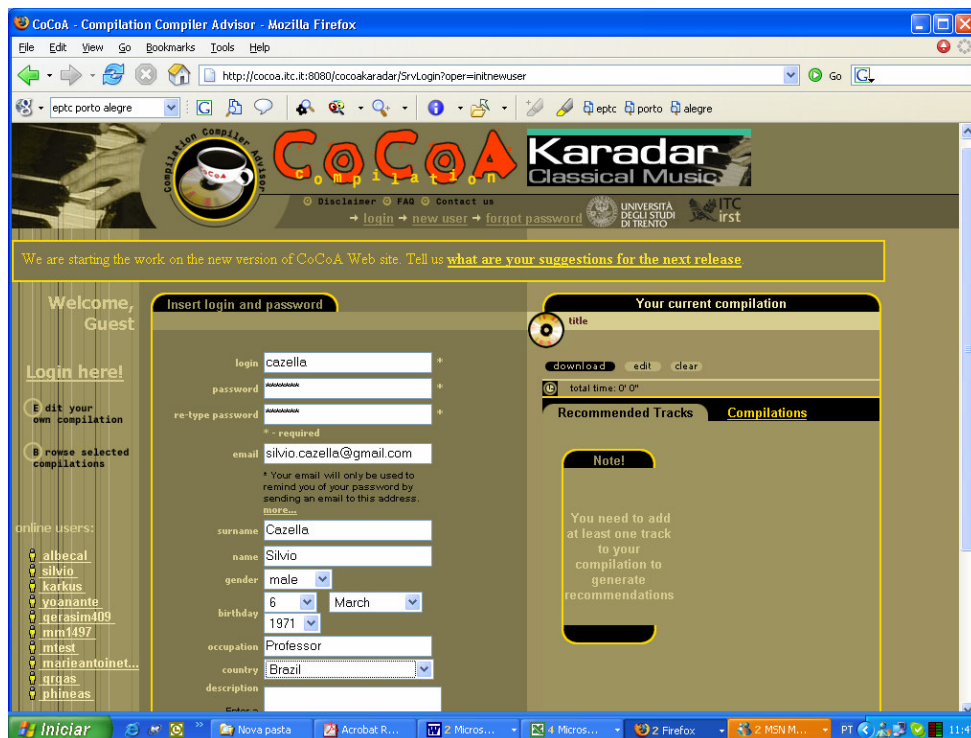 CoCoA - Compilation Compiler Advisor - Mozilla Firefox
File Edit View Go Bookmarks Tools Help
http://cocoa.itc.it:8080/cocoakaradar/SrvLogin?oper=initnewuser
Go
G
eptc porto alegre
eptc porto alegre
Compilation Compiler Advisor
CoCoA
CoCoA
compilation
Karadar
Classical Music
Disclaimer FAQ Contact us
login new user forgot password
UNIVERSITÀ
DEGLI STUDI
DI TRENTO
ITC
irst
We are starting the work on the new version of CoCoA Web site. Tell us what are your suggestions for the next release.
Welcome,
Guest
Login here!
Edit your
own compilation
Browse selected
compilations
online users:
albecal
silvio
karkus
yoanante
gerasim409
mm1497
mtest
marieantoinet...
qrgas
phineas
Insert login and password
login cazella *
password ******* *
re-type password ******* *
* - required
email silvio.cazella@gmail.com
* Your email will only be used to
remind you of your password by
sending an email to this address.
more...
surname Cazella
name Silvio
gender male
birthday 6 March
1971
occupation Professor
country Brazil
description
Your current compilation
title
download edit clear
total time: 0' 0"
Recommended Tracks Compilations
Note!
You need to add
at least one track
to your
compilation to
generate
recommendations
Iniciar
Nova pasta
Acrobat R...
2 Micros...
4 Micros...
2 Firefox
2 MSN M...
PT
11:4